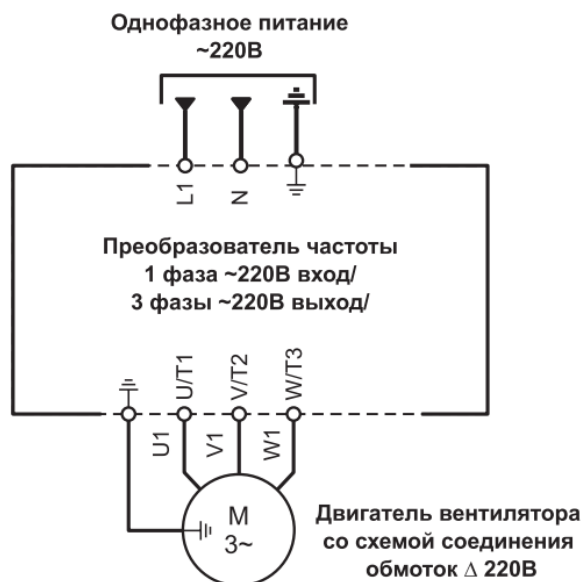 Однофазное питание
~220В
L1
N
Преобразователь частоты
1 фаза ~220В вход/
3 фазы ~220В выход/
U/T1
V/T2
W/T3
U1
V1
W1
M
3~
Двигатель вентилятора
со схемой соединения
обмоток Δ 220В